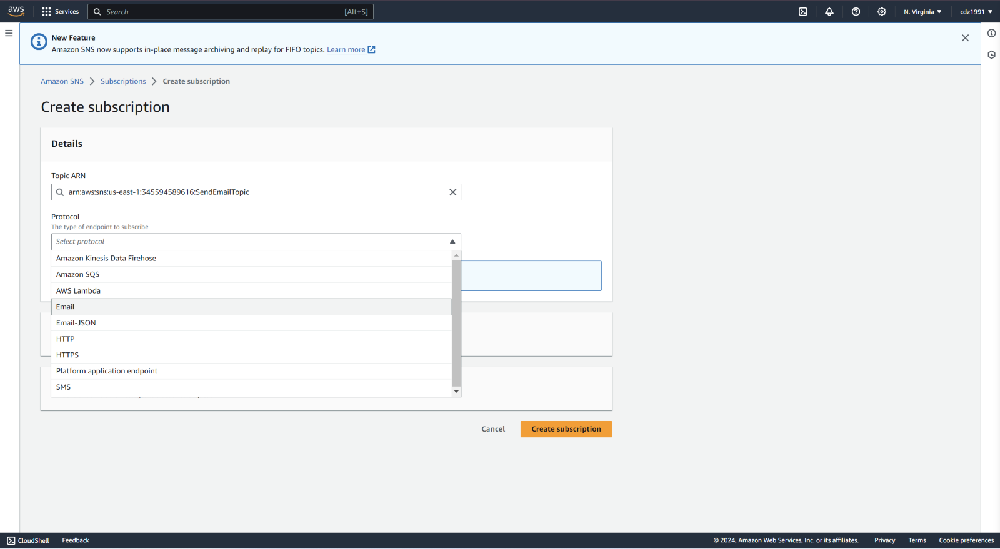 aws
Services
Search [Alt+S]
N. Virginia ▼
cdz1991 ▼
New Feature
Amazon SNS now supports in-place message archiving and replay for FIFO topics. Learn more
Amazon SNS > Subscriptions > Create subscription
Create subscription
Details
Topic ARN
arn:aws:sns:us-east-1:345594589616:SendEmailTopic
Protocol
The type of endpoint to subscribe
Select protocol
Amazon Kinesis Data Firehose
Amazon SQS
AWS Lambda
Email
Email-JSON
HTTP
HTTPS
Platform application endpoint
SMS
Cancel
Create subscription
CloudShell
Feedback
© 2024, Amazon Web Services, Inc. or its affiliates.
Privacy
Terms
Cookie preferences